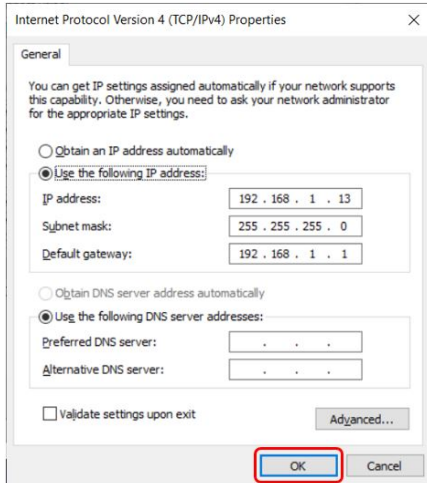 Internet Protocol Version 4 (TCP/IPv4) Properties
General
You can get IP settings assigned automatically if your network supports
this capability. Otherwise, you need to ask your network administrator
for the appropriate IP settings.
Obtain an IP address automatically
Use the following IP address:
IP address: 192 . 168 . 1 . 13
Subnet mask: 255 . 255 . 255 . 0
Default gateway: 192 . 168 . 1 . 1
Obtain DNS server address automatically
Use the following DNS server addresses:
Preferred DNS server: . . .
Alternative DNS server: . . .
Validate settings upon exit
Advanced...
OK Cancel